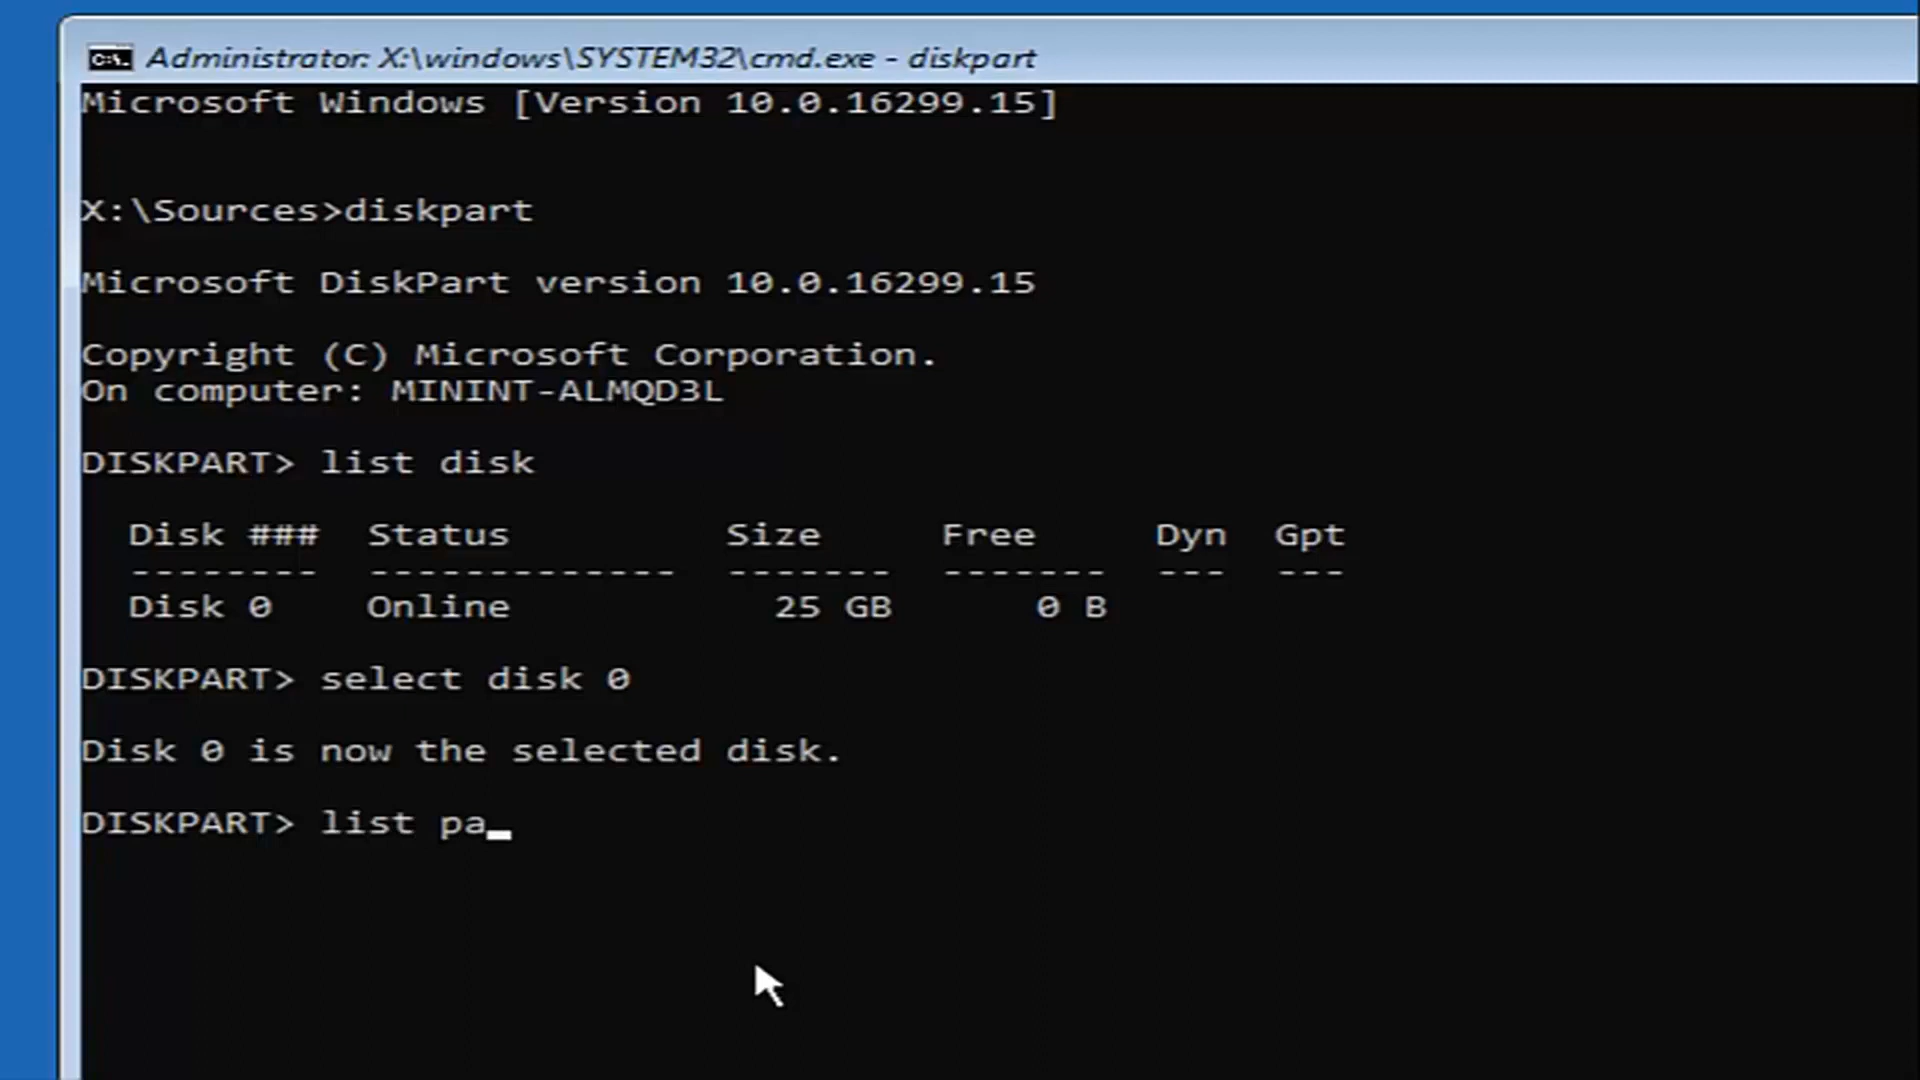 Administrator: X:\windows\SYSTEM32\cmd.exe - diskpart
Microsoft Windows [Version 10.0.16299.15]
X:\Sources>diskpart
Microsoft DiskPart version 10.0.16299.15
Copyright (C) Microsoft Corporation.
On computer: MININT-ALMQD3L
DISKPART> list disk
Disk ###  Status         Size     Free     Dyn  Gpt
--------  -------------  -------  -------  ---  ---
Disk 0    Online           25 GB      0 B
DISKPART> select disk 0
Disk 0 is now the selected disk.
DISKPART> list pa_